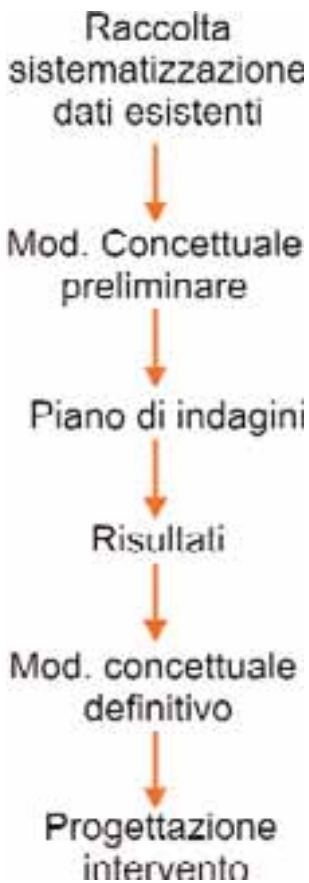 Raccolta
sistematizzazione
dati esistenti
Mod. Concettuale
preliminare
Piano di indagini
Risultati
Mod. concettuale
definitivo
Progettazione
intervento